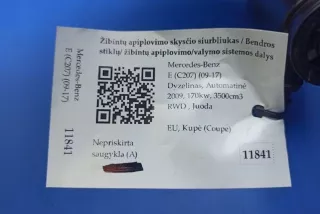 Žibintų apiplovimo skysčio siurbliukas / Bendros
stiklų/ žibintų apiplovimo/valymo sistemos dalys
Mercedes-Benz
E (C207) (09-17)
Dyzelinas, Automatinė
2009, 170kw, 3500cm3
RWD , Juoda
EU, Kupė (Coupe)
11841
Mercedes-Benz
E (C207) (09-17)
11841
Nepriskirta
saugykla (A)